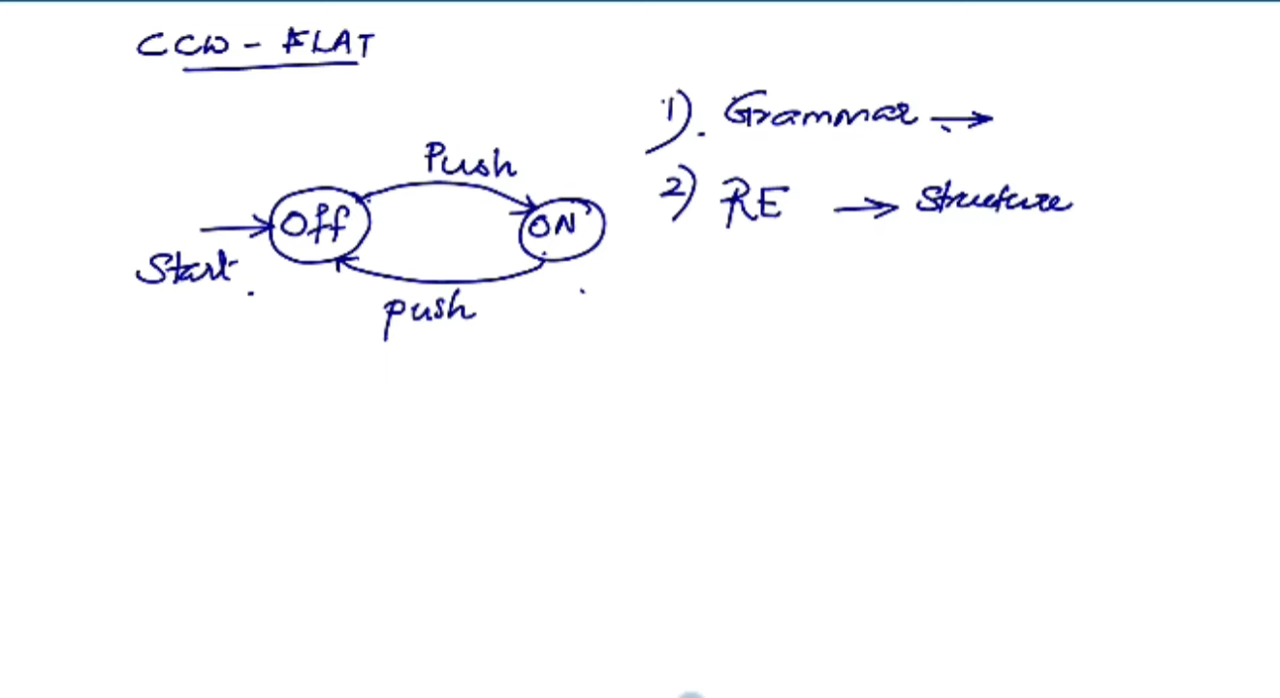 CCW - FLAT
1). Grammar →
Push
2) RE → Structure
Off
ON
Start
push